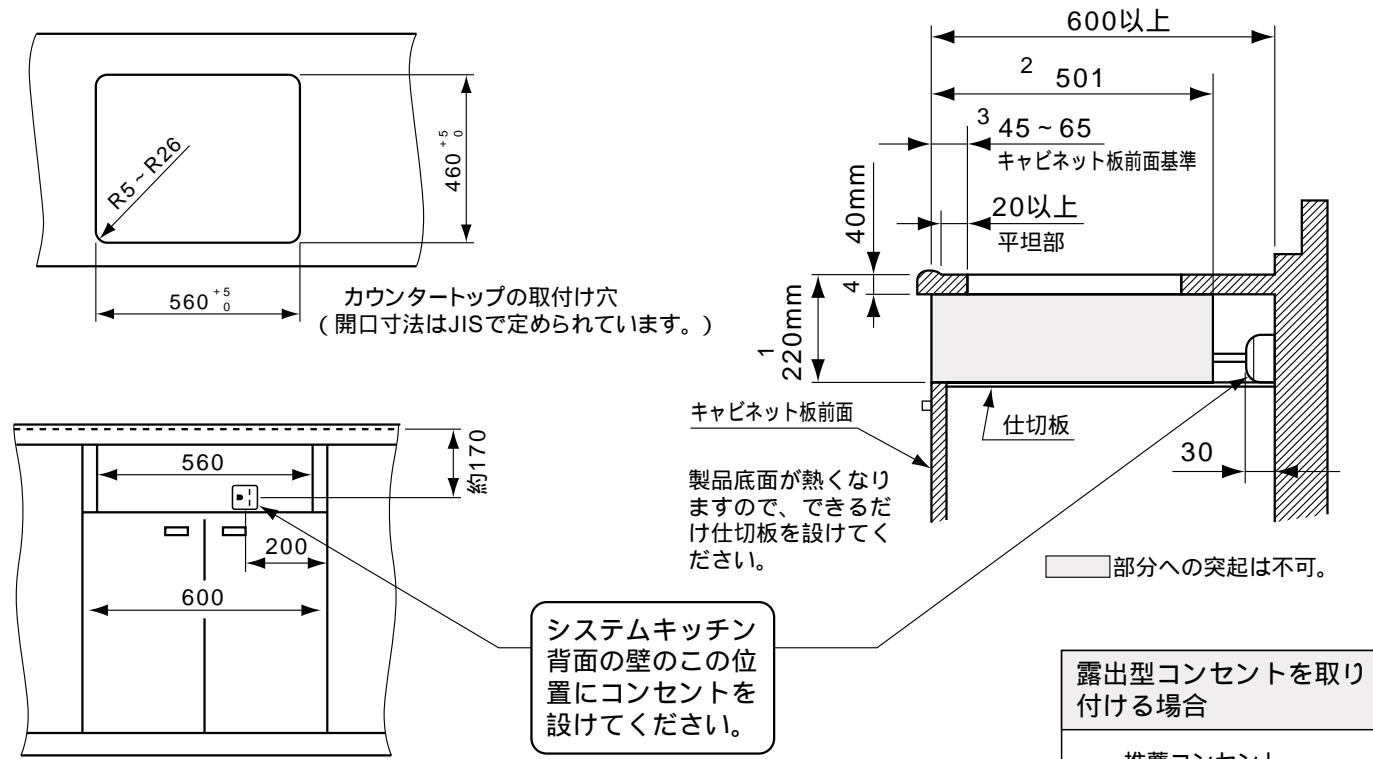 R5～R26
460 +5 0
560 +5 0
カウンタートップの取付け穴
（開口寸法はJISで定められています。）
600以上
2 501
3 45～65
キャビネット板前面基準
20以上
平坦部
40mm
4
1 220mm
キャビネット板前面
仕切板
30
製品底面が熱くなり
ますので、できるだ
け仕切板を設けてく
ださい。
部分への突起は不可。
560
約170
200
600
システムキッチン
背面の壁のこの位
置にコンセントを
設けてください。
露出型コンセントを取り
付ける場合